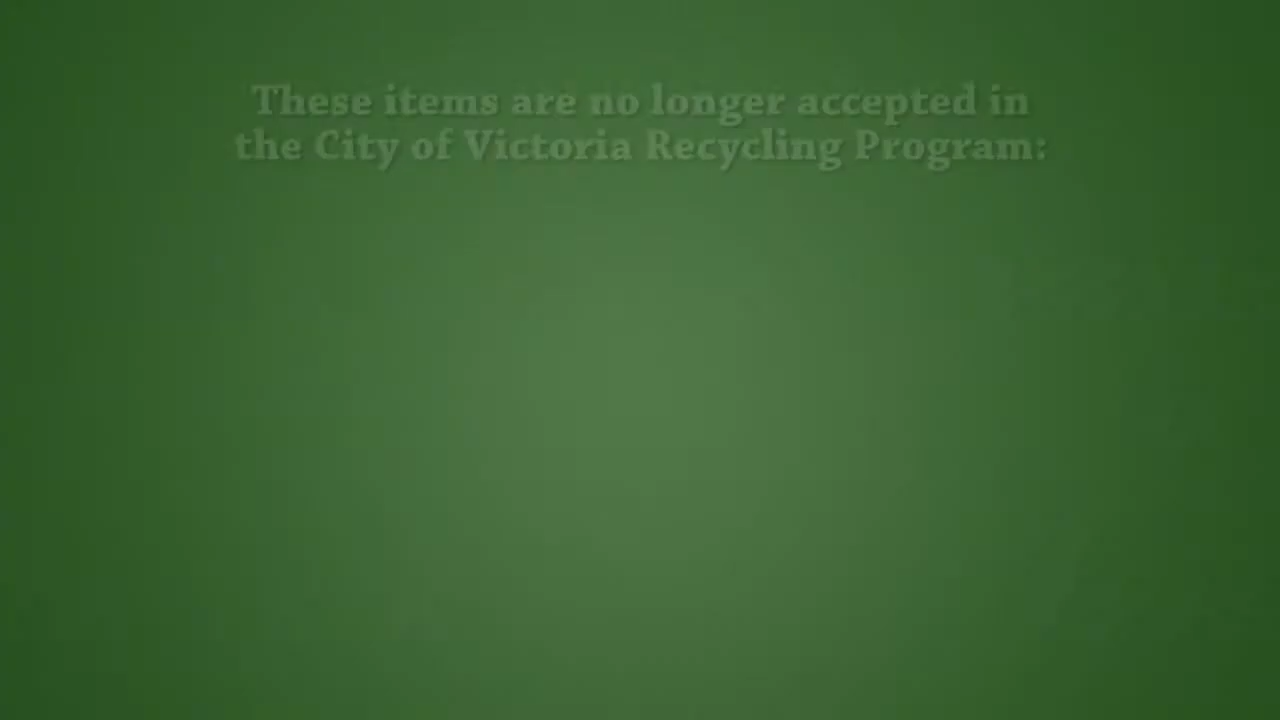 These items are no longer accepted in
the City of Victoria Recycling Program: